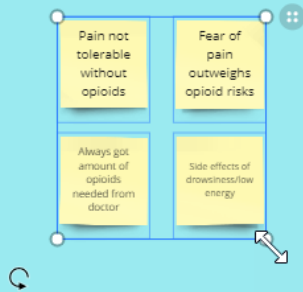 Pain not
tolerable
without
opioids
Fear of
pain
outweighs
opioid risks
Always got
amount of
opioids
needed from
doctor
Side effects of
drowsiness/low
energy